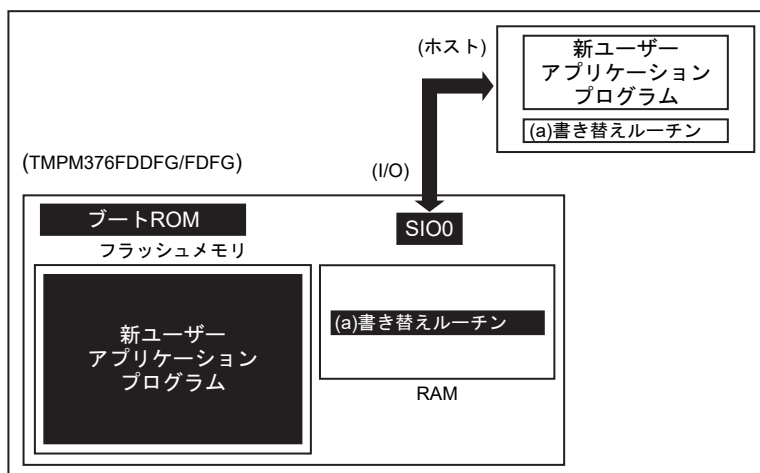 (ホスト)
新ユーザー
アプリケーション
プログラム
(a)書き替えルーチン
(TMPM376FDDFG/FDFG)
(I/O)
ブートROM
SIO0
フラッシュメモリ
新ユーザー
アプリケーション
プログラム
(a)書き替えルーチン
RAM